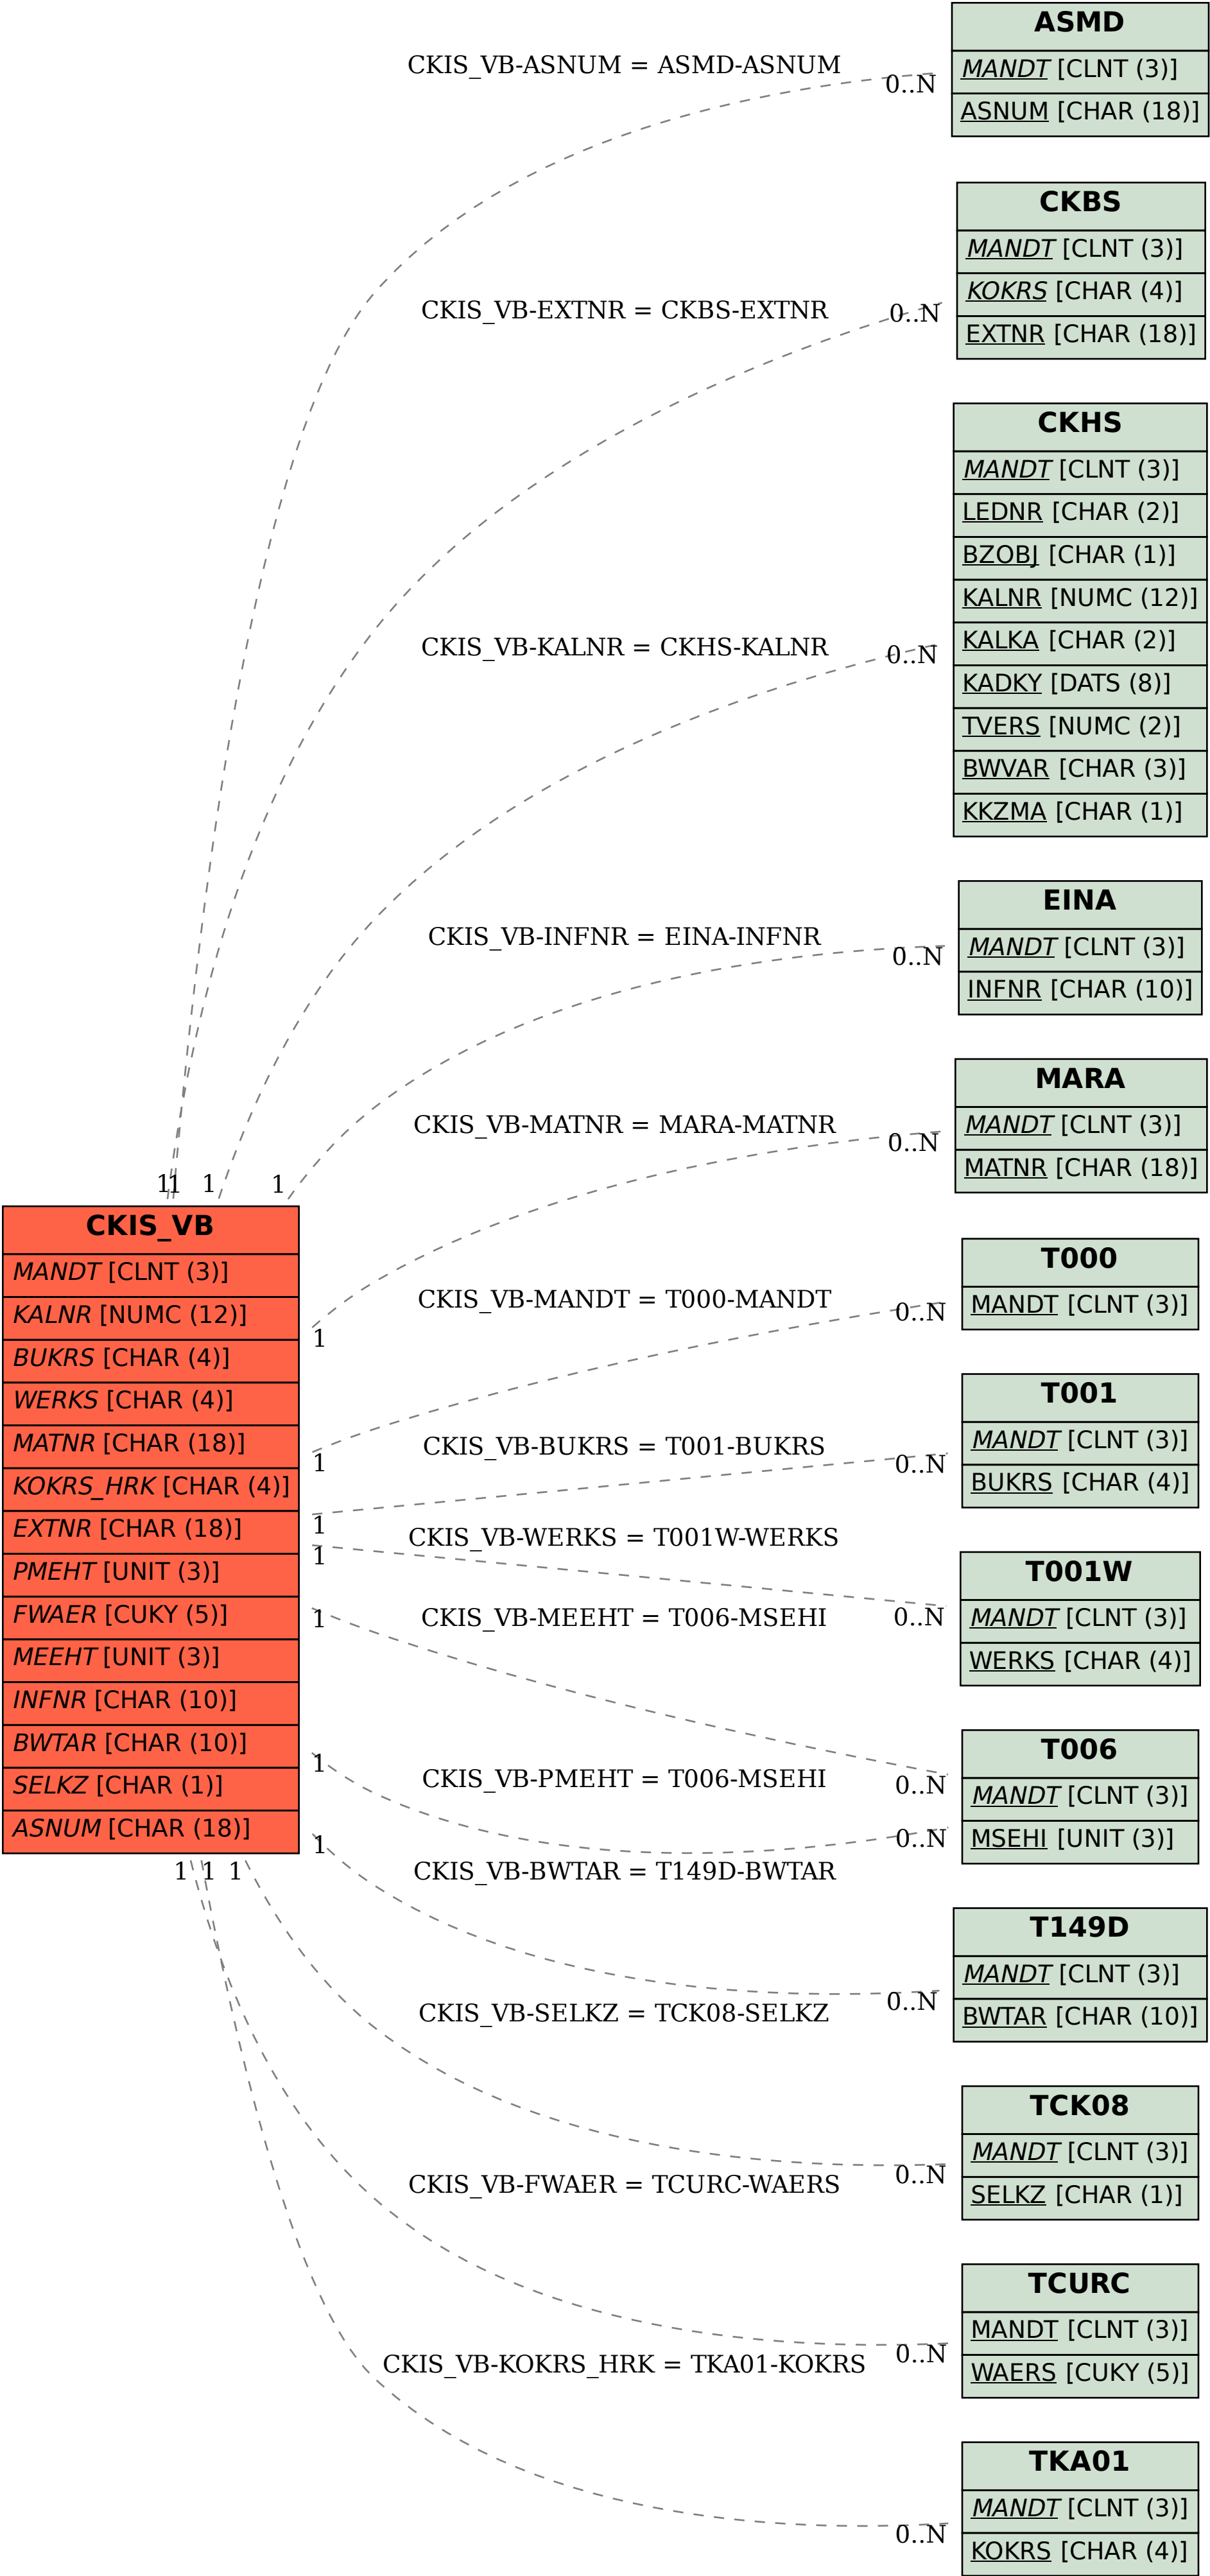 ASMD
MANDT [CLNT (3)]
ASNUM [CHAR (18)]
CKIS_VB-ASNUM = ASMD-ASNUM
0..N
CKBS
MANDT [CLNT (3)]
KOKRS [CHAR (4)]
EXTNR [CHAR (18)]
CKIS_VB-EXTNR = CKBS-EXTNR
0..N
CKHS
MANDT [CLNT (3)]
LEDNR [CHAR (2)]
BZOBJ [CHAR (1)]
KALNR [NUMC (12)]
KALKA [CHAR (2)]
KADKY [DATS (8)]
TVERS [NUMC (2)]
BWVAR [CHAR (3)]
KKZMA [CHAR (1)]
CKIS_VB-KALNR = CKHS-KALNR
0..N
EINA
MANDT [CLNT (3)]
INFNR [CHAR (10)]
CKIS_VB-INFNR = EINA-INFNR
0..N
MARA
MANDT [CLNT (3)]
MATNR [CHAR (18)]
CKIS_VB-MATNR = MARA-MATNR
0..N
1
1
1
1
CKIS_VB
MANDT [CLNT (3)]
KALNR [NUMC (12)]
BUKRS [CHAR (4)]
WERKS [CHAR (4)]
MATNR [CHAR (18)]
KOKRS_HRK [CHAR (4)]
EXTNR [CHAR (18)]
PMEHT [UNIT (3)]
FWAER [CUKY (5)]
MEEHT [UNIT (3)]
INFNR [CHAR (10)]
BWTAR [CHAR (10)]
SELKZ [CHAR (1)]
ASNUM [CHAR (18)]
1
1
1
1
1
1
1
1
1
1
T000
MANDT [CLNT (3)]
CKIS_VB-MANDT = T000-MANDT
0..N
T001
MANDT [CLNT (3)]
BUKRS [CHAR (4)]
CKIS_VB-BUKRS = T001-BUKRS
0..N
T001W
MANDT [CLNT (3)]
WERKS [CHAR (4)]
CKIS_VB-WERKS = T001W-WERKS
0..N
T006
MANDT [CLNT (3)]
MSEHI [UNIT (3)]
CKIS_VB-MEEHT = T006-MSEHI
0..N
CKIS_VB-PMEHT = T006-MSEHI
0..N
T149D
MANDT [CLNT (3)]
BWTAR [CHAR (10)]
CKIS_VB-BWTAR = T149D-BWTAR
0..N
TCK08
MANDT [CLNT (3)]
SELKZ [CHAR (1)]
CKIS_VB-SELKZ = TCK08-SELKZ
0..N
TCURC
MANDT [CLNT (3)]
WAERS [CUKY (5)]
CKIS_VB-FWAER = TCURC-WAERS
0..N
TKA01
MANDT [CLNT (3)]
KOKRS [CHAR (4)]
CKIS_VB-KOKRS_HRK = TKA01-KOKRS
0..N